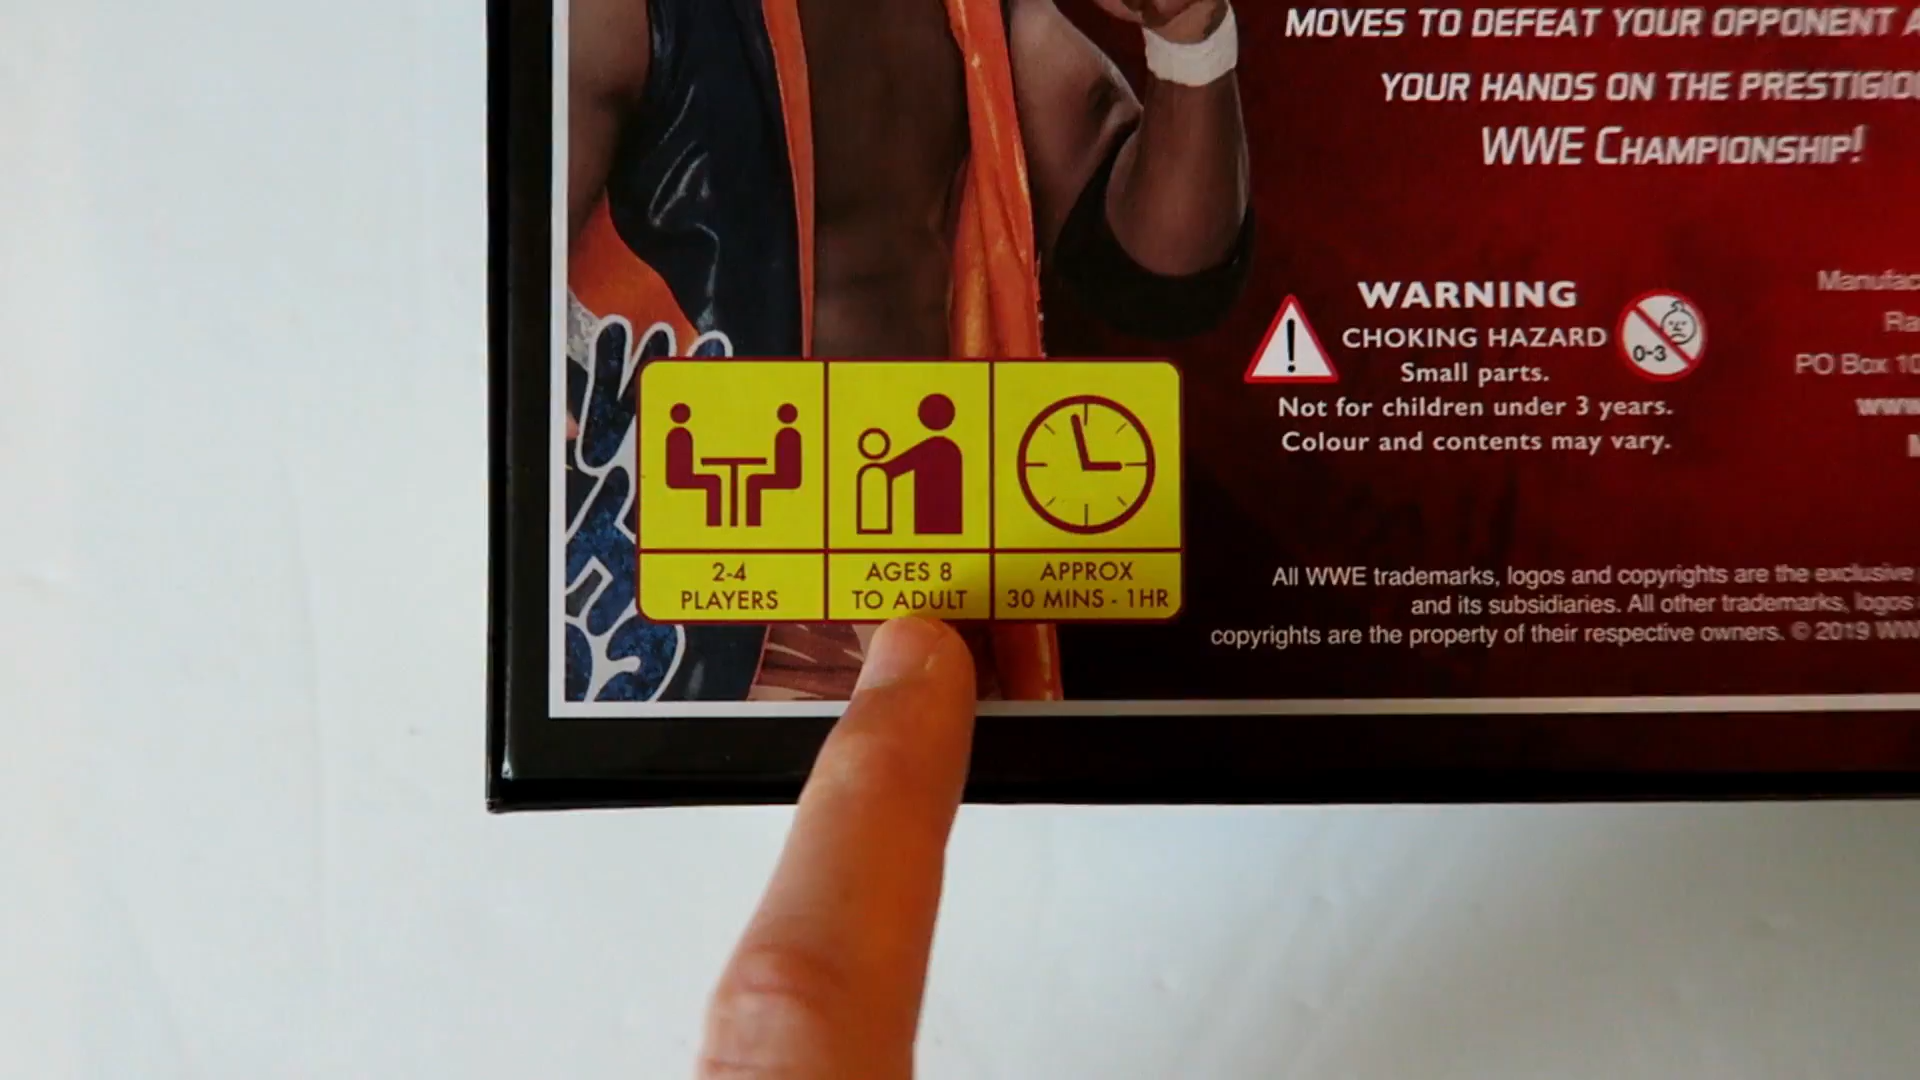 MOVES TO DEFEAT YOUR OPPONENT
YOUR HANDS ON THE
WWE CHAMPIONSHIP!
WARNING
CHOKING HAZARD
Small parts.
Not for children under 3 years.
Colour and contents may vary.
0-3
PO Box
2-4
PLAYERS
AGES 8
TO ADULT
APPROX
30 MINS - 1HR
All WWE trademarks, logos and copyrights are the exclusive
and its subsidiaries. All other trademarks, logos
copyrights are the property of their respective owners. © 2019